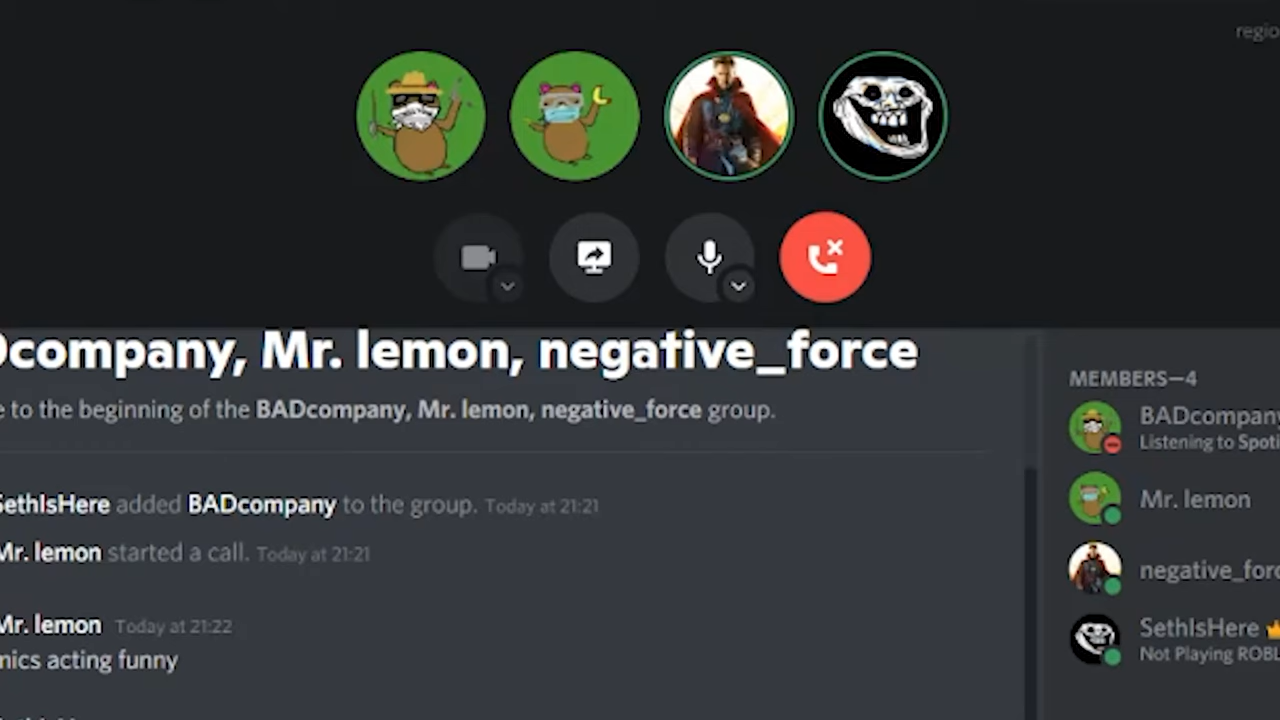 regio
company, Mr. lemon, negative_force
e to the beginning of the BADcompany, Mr. lemon, negative_force group.
MEMBERS—4
BADcompany
Listening to Spoti
SethIsHere added BADcompany to the group. Today at 21:21
Mr. lemon started a call. Today at 21:21
Mr. lemon
negative_forc
Mr. lemon Today at 21:22
mics acting funny
SethIsHere
Not Playing ROBL